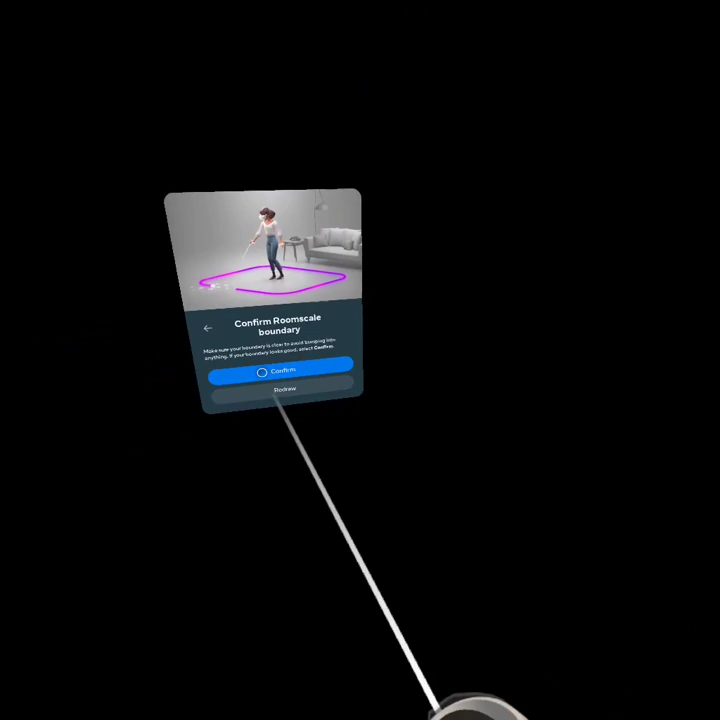 Confirm Roomscale
boundary
Make sure your boundary is clear to avoid bumping into
anything. If your boundary looks good, select Confirm.
Confirm
Redraw